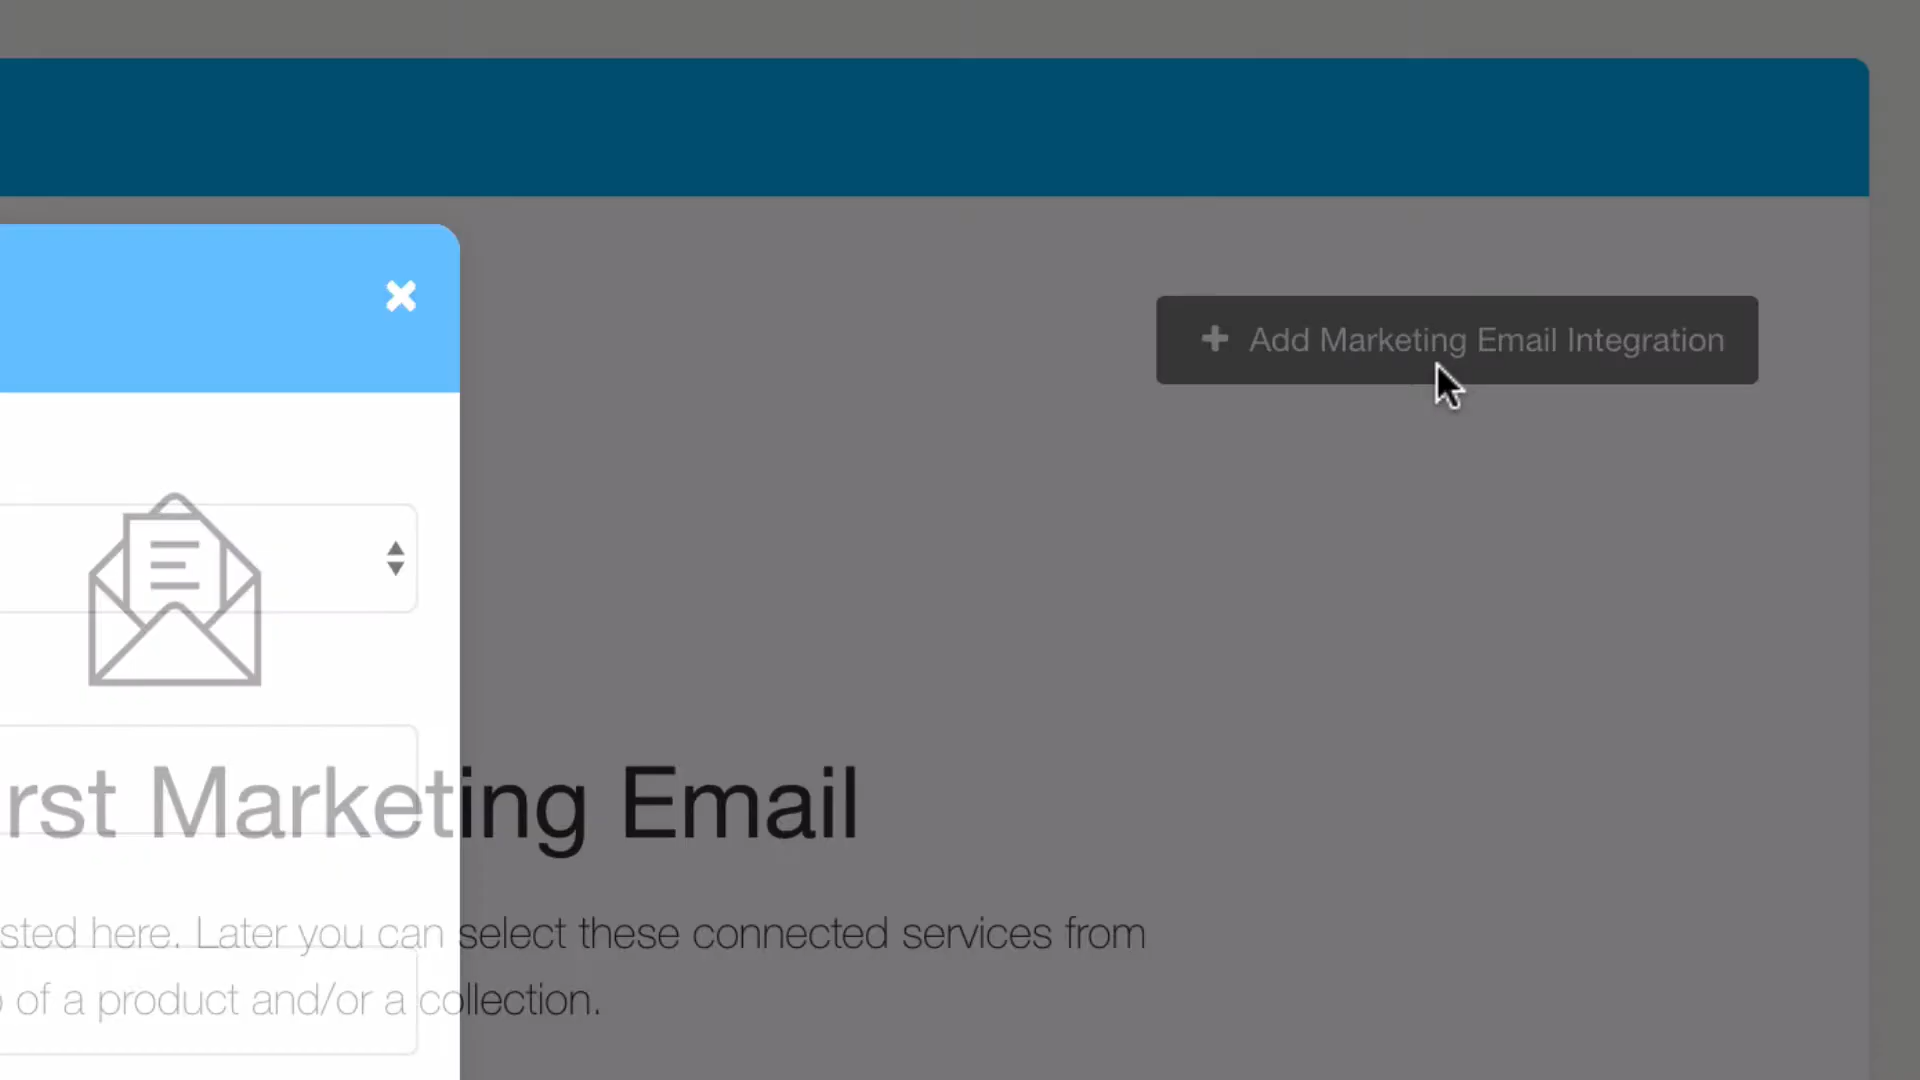 Add Marketing Email Integration
rst Marketing Email
sted here. Later you can select these connected services from
of a product and/or a collection.